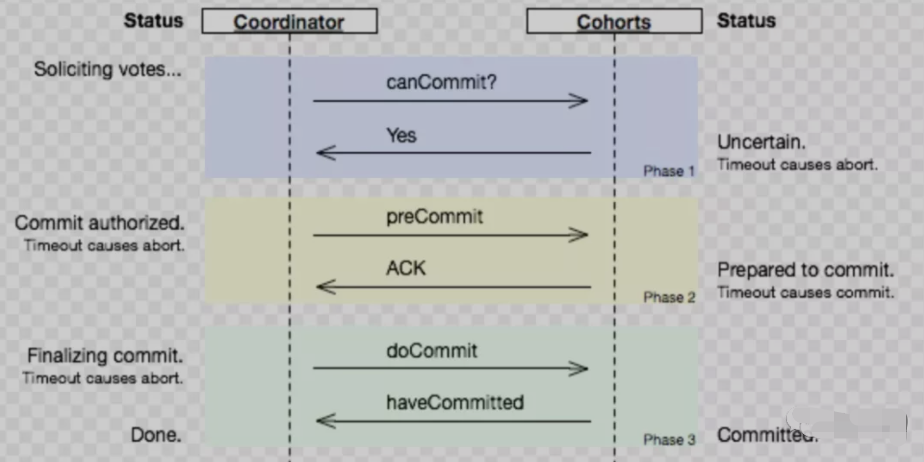 Status Coordinator Cohorts Status
Soliciting votes...
canCommit?
Yes
Uncertain.
Timeout causes abort.
Phase 1
Commit authorized.
Timeout causes abort.
preCommit
ACK
Prepared to commit.
Timeout causes commit.
Phase 2
Finalizing commit.
Timeout causes abort.
doCommit
haveCommitted
Done.
Phase 3
Committed.